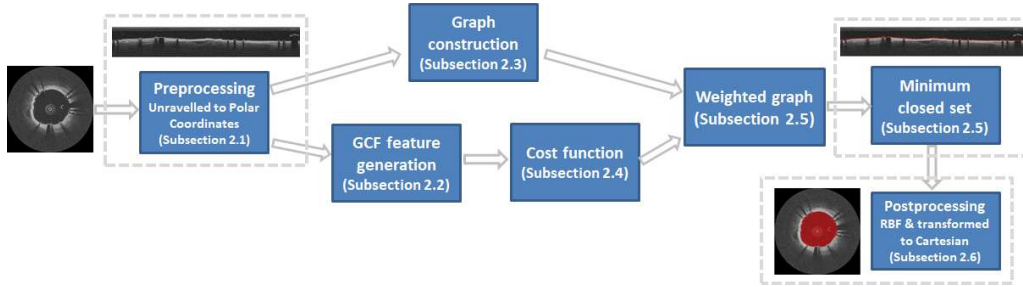 Preprocessing
Unravelled to Polar
Coordinates
(Subsection 2.1)
Graph
construction
(Subsection 2.3)
GCF feature
generation
(Subsection 2.2)
Cost function
(Subsection 2.4)
Weighted graph
(Subsection 2.5)
Minimum
closed set
(Subsection 2.5)
Postprocessing
RBF & transformed
to Cartesian
(Subsection 2.6)